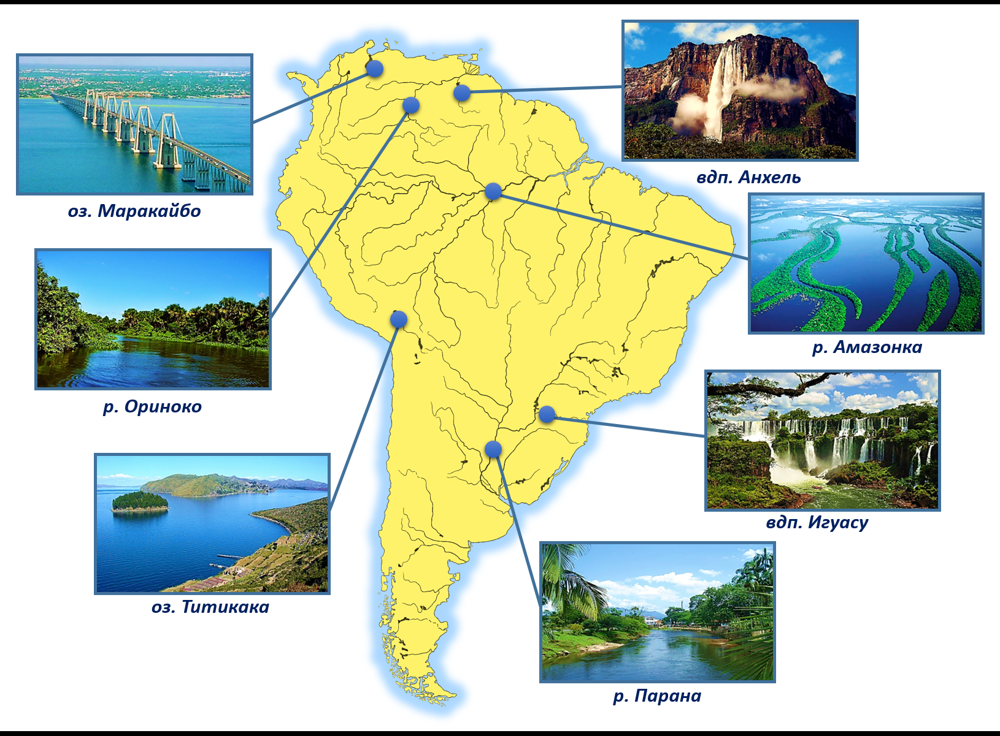 вдп. Анхель
оз. Маракайбо
р. Амазонка
р. Ориноко
вдп. Игуасу
оз. Титикака
р. Парана